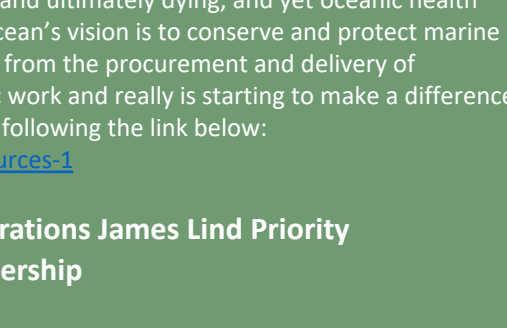 and ultimately dying, and yet oceanic health
cean's vision is to conserve and protect marine
from the procurement and delivery of
work and really is starting to make a difference
following the link below:
urces-1
rations James Lind Priority
ership